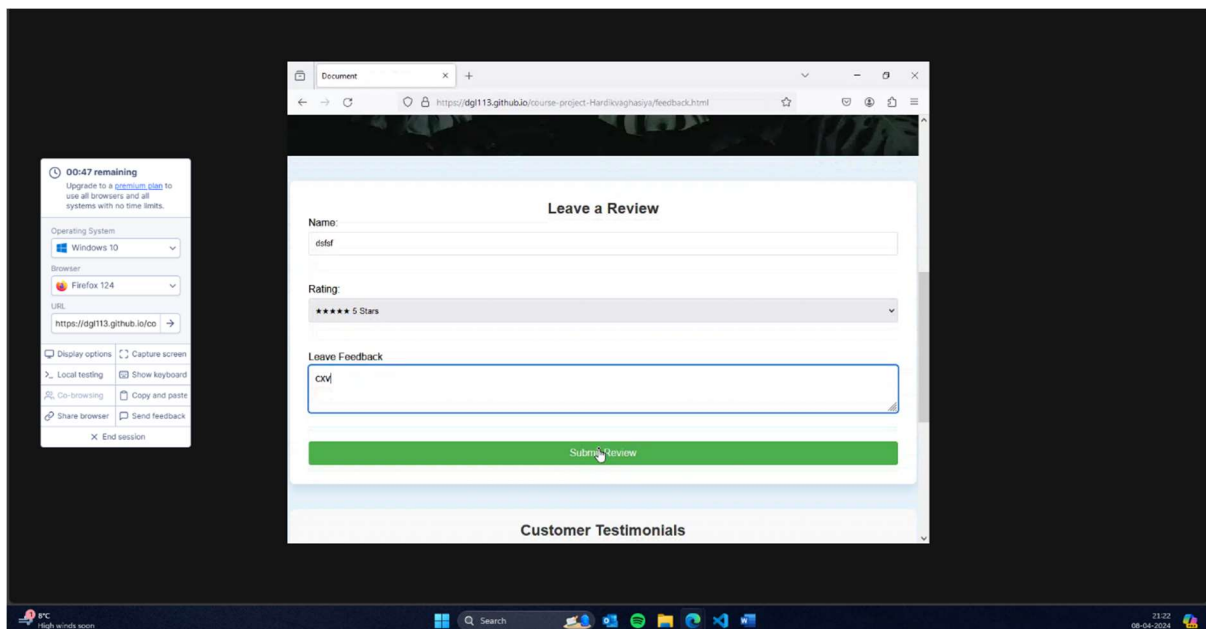 Document
https://dgl113.github.io/course-project-Hardikvaghasiya/feedback.html
00:47 remaining
Upgrade to a premium plan to
use all browsers and all
systems with no time limits.
Operating System
Windows 10
Browser
Firefox 124
URL
https://dgl113.github.io/co
Display options
Capture screen
Local testing
Show keyboard
Co-browsing
Copy and paste
Share browser
Send feedback
End session
Leave a Review
Name:
dsfsf
Rating:
★★★★★ 5 Stars
Leave Feedback
cxv
Submit Review
Customer Testimonials
1
8°C
High winds soon
Search
21:22
08-04-2024